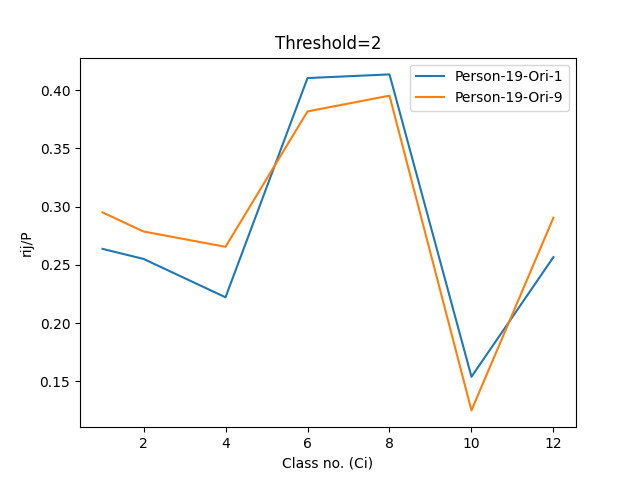 Threshold=2
Person-19-Ori-1
Person-19-Ori-9
0.40
0.35
0.30
0.25
0.20
0.15
rij/P
2 4 6 8 10 12
Class no. (Ci)